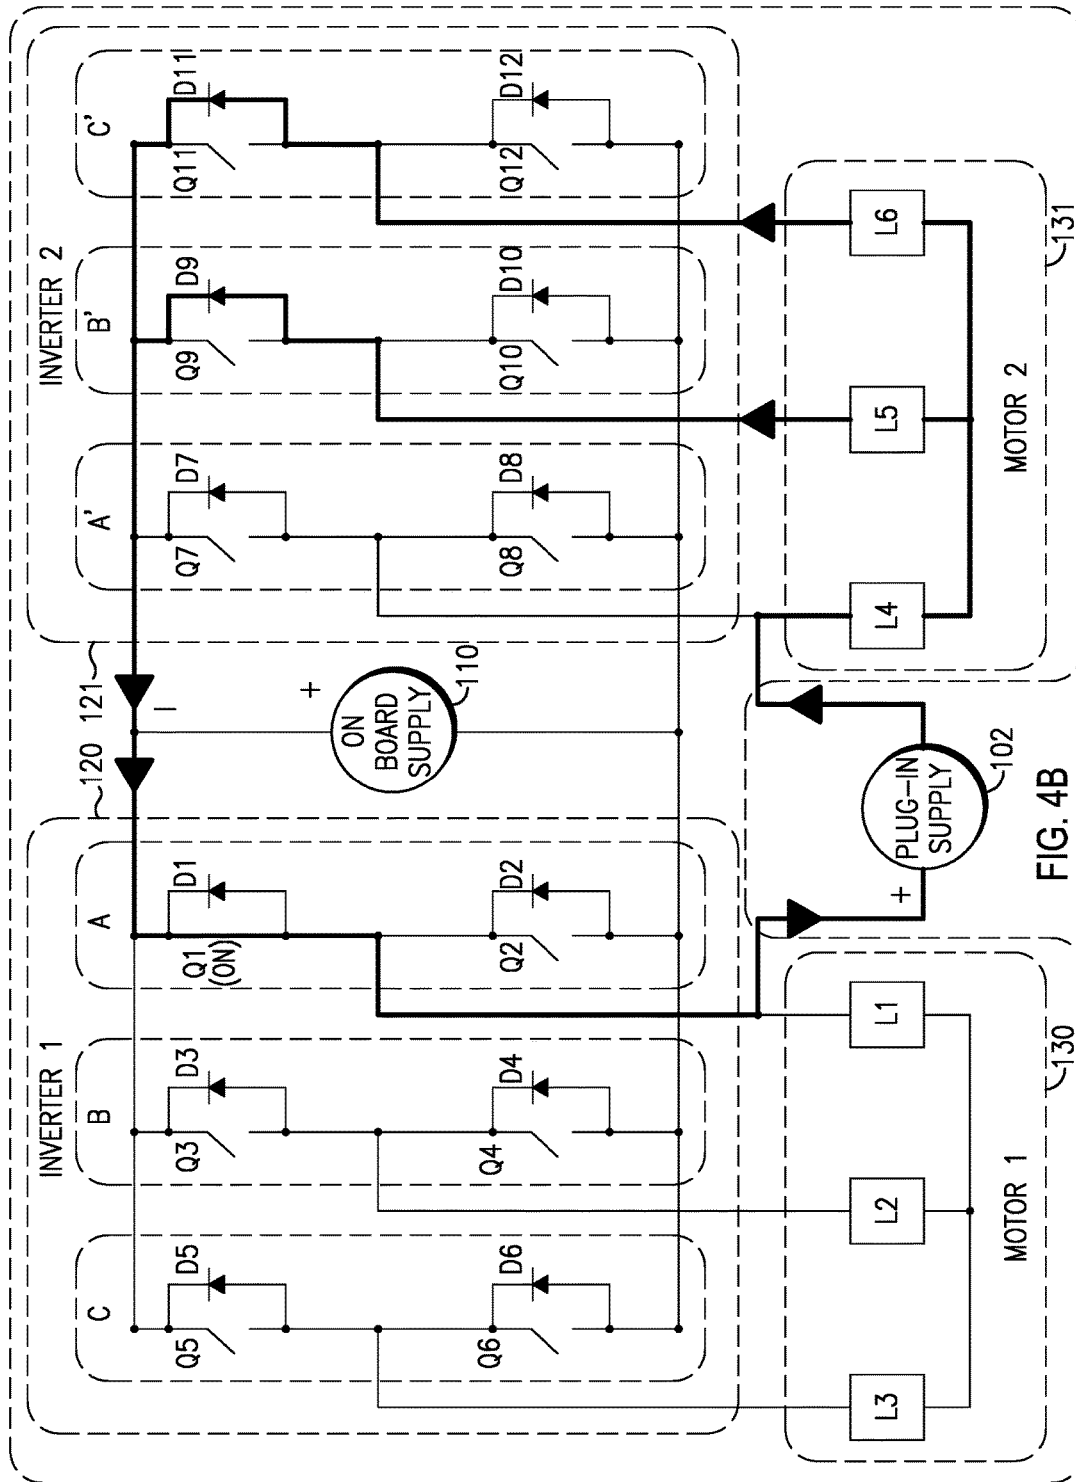 INVERTER 1
INVERTER 2
120
121
C
B
A
A'
B'
C'
Q5
D5
Q3
D3
Q1
(ON)
D1
I
+
ON
BOARD
SUPPLY
110
Q7
D7
Q9
D9
Q11
D11
Q6
D6
Q4
D4
Q2
D2
Q8
D8
Q10
D10
Q12
D12
L3
L2
L1
+
PLUG-IN
SUPPLY
102
L4
L5
L6
MOTOR 1
130
MOTOR 2
131
FIG. 4B